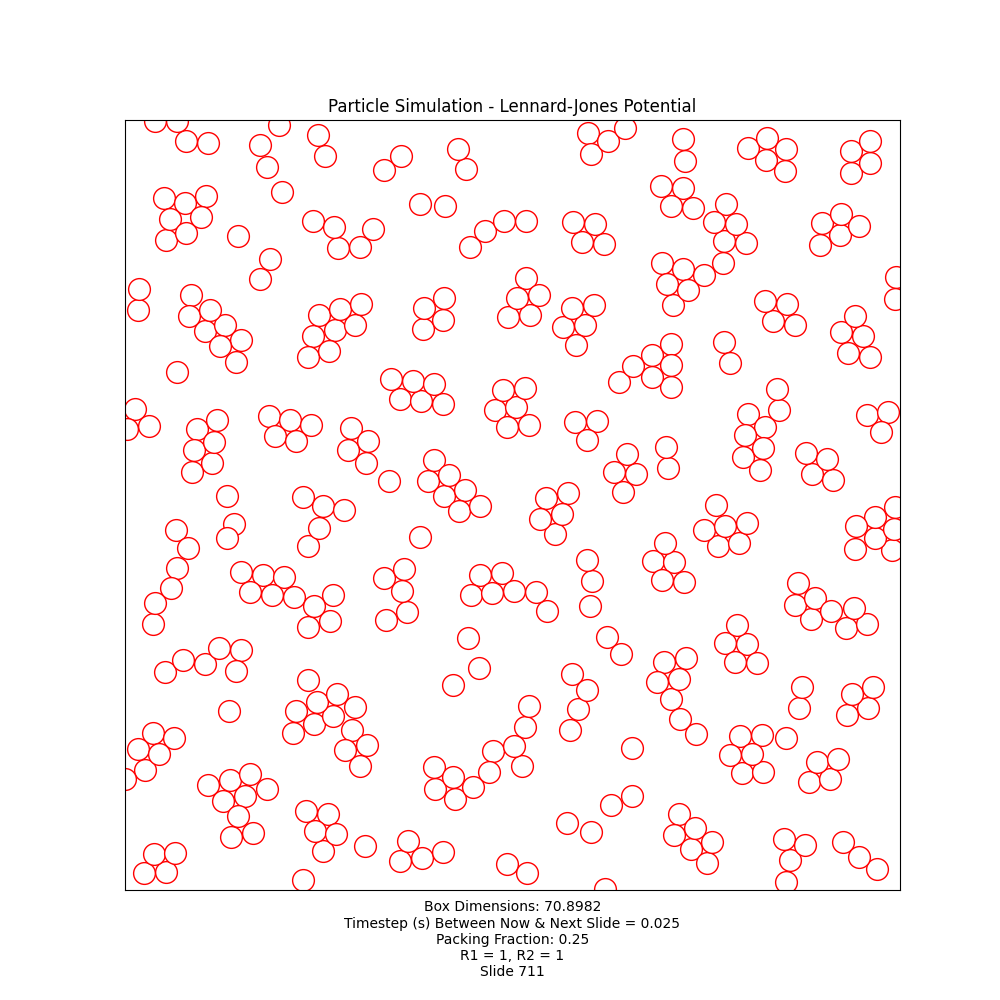 Particle Simulation - Lennard-Jones Potential
Box Dimensions: 70.8982
Timestep (s) Between Now & Next Slide = 0.025
Packing Fraction: 0.25
R1 = 1, R2 = 1
Slide 711